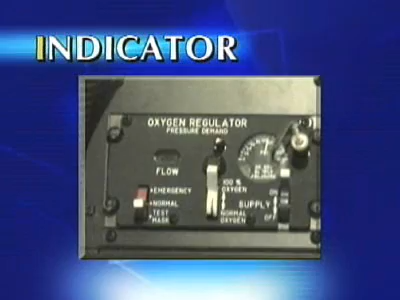 INDICATOR
OXYGEN REGULATOR
PRESSURE DEMAND
FLOW
100 %
OXYGEN
EMERGENCY
NORMAL
TEST
MASK
NORMAL
OXYGEN
SUPPLY
ON
OFF